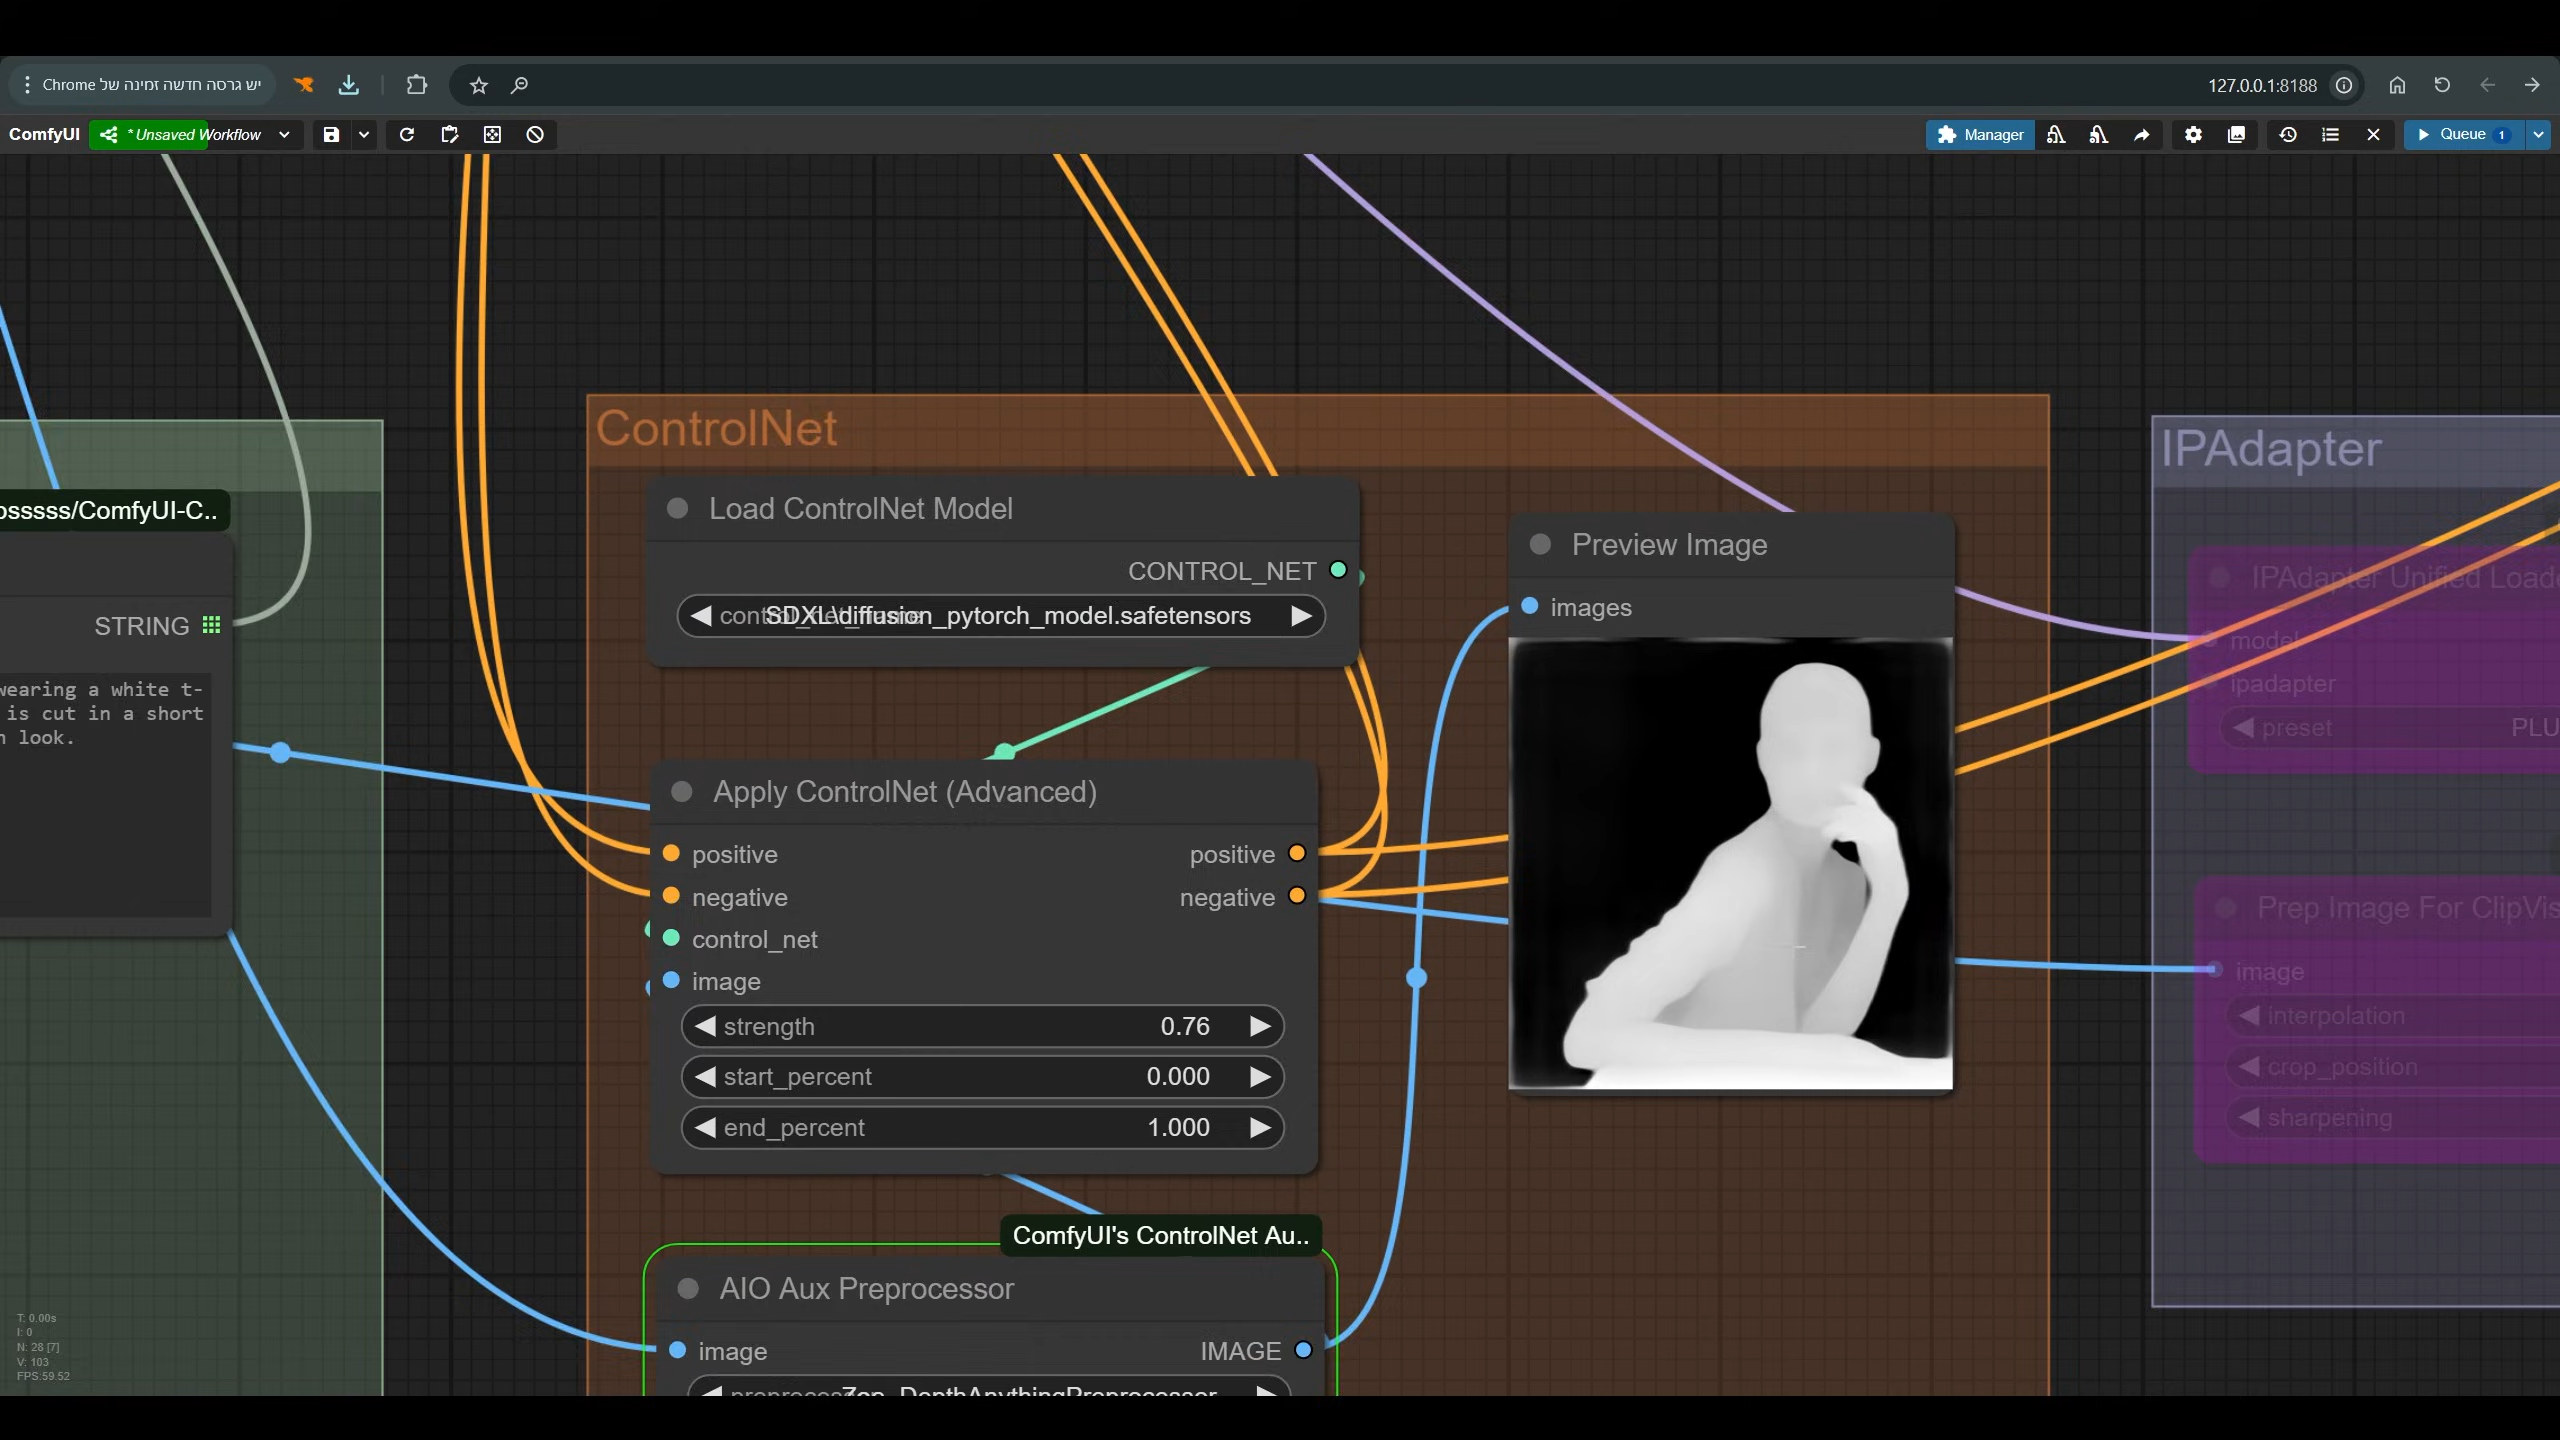 יש גרסה חדשה זמינה של Chrome
127.0.0.1:8188
ComfyUI
* Unsaved Workflow
Manager
Queue 1
ControlNet
IPAdapter
osssss/ComfyUI-C..
STRING
wearing a white t-
is cut in a short
n look.
Load ControlNet Model
CONTROL_NET
SDXL\diffusion_pytorch_model.safetensors
Preview Image
images
Apply ControlNet (Advanced)
positive
positive
negative
negative
control_net
image
strength 0.76
start_percent 0.000
end_percent 1.000
ComfyUI's ControlNet Au..
AIO Aux Preprocessor
image
IMAGE
Zoe_DepthAnythingPreprocessor
IPAdapter Unified Loade
model
ipadapter
preset PLU
Prep Image For ClipVis
image
interpolation
crop_position
sharpening
T: 0.00s
I: 0
N: 28 [7]
V: 103
FPS:59.52